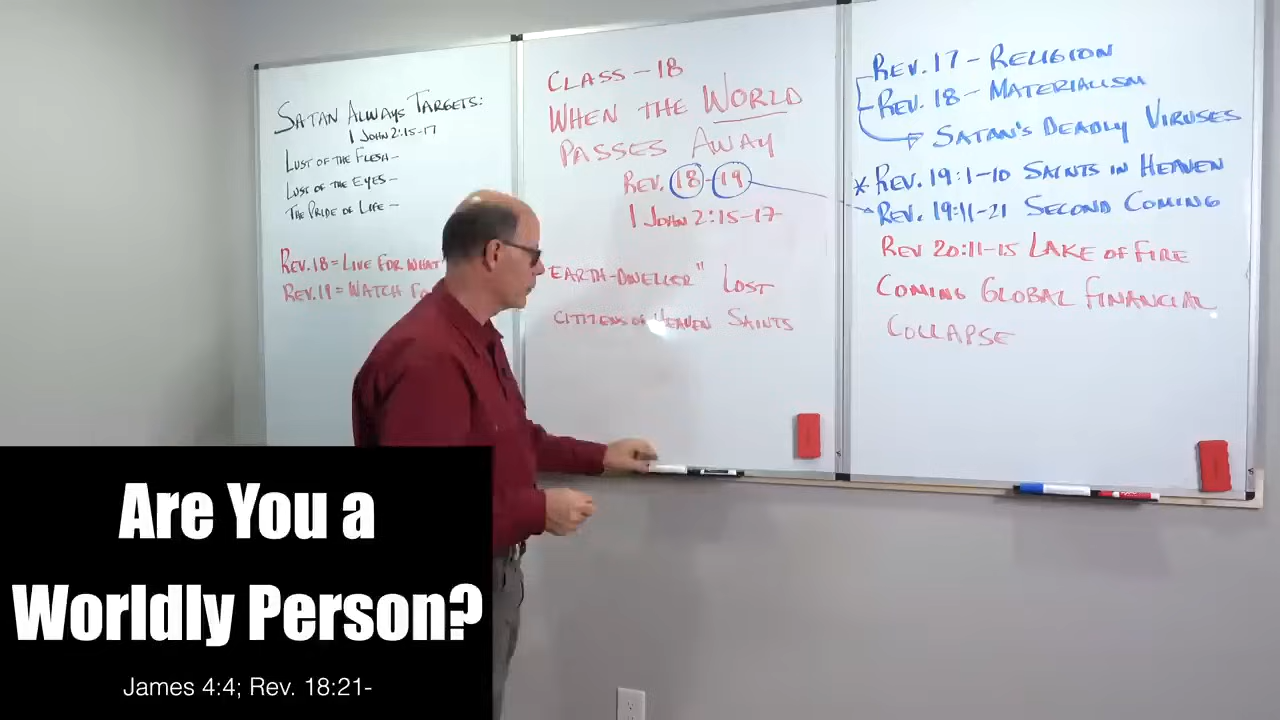 SATAN ALWAYS TARGETS:
1 JOHN 2:15-17
LUST OF THE FLESH-
LUST OF THE EYES-
THE PRIDE OF LIFE-
REV. 18 = LIVE FOR WHAT
REV. 19 = WATCH
CLASS-18
WHEN THE WORLD
PASSES AWAY
REV. 18-19
1 JOHN 2:15-17-
EARTH-DWELLER" LOST
CITIZENS OF HEAVEN SAINTS
REV. 17- RELIGION
REV. 18- MATERIALISM
SATAN'S DEADLY VIRUSES
* REV. 19:1-10 SAINTS IN HEAVEN
REV. 19:11-21 SECOND COMING
REV 20:11-15 LAKE OF FIRE
COMING GLOBAL FINANCIAL
COLLAPSE
Are You a
Worldly Person?
James 4:4; Rev. 18:21-